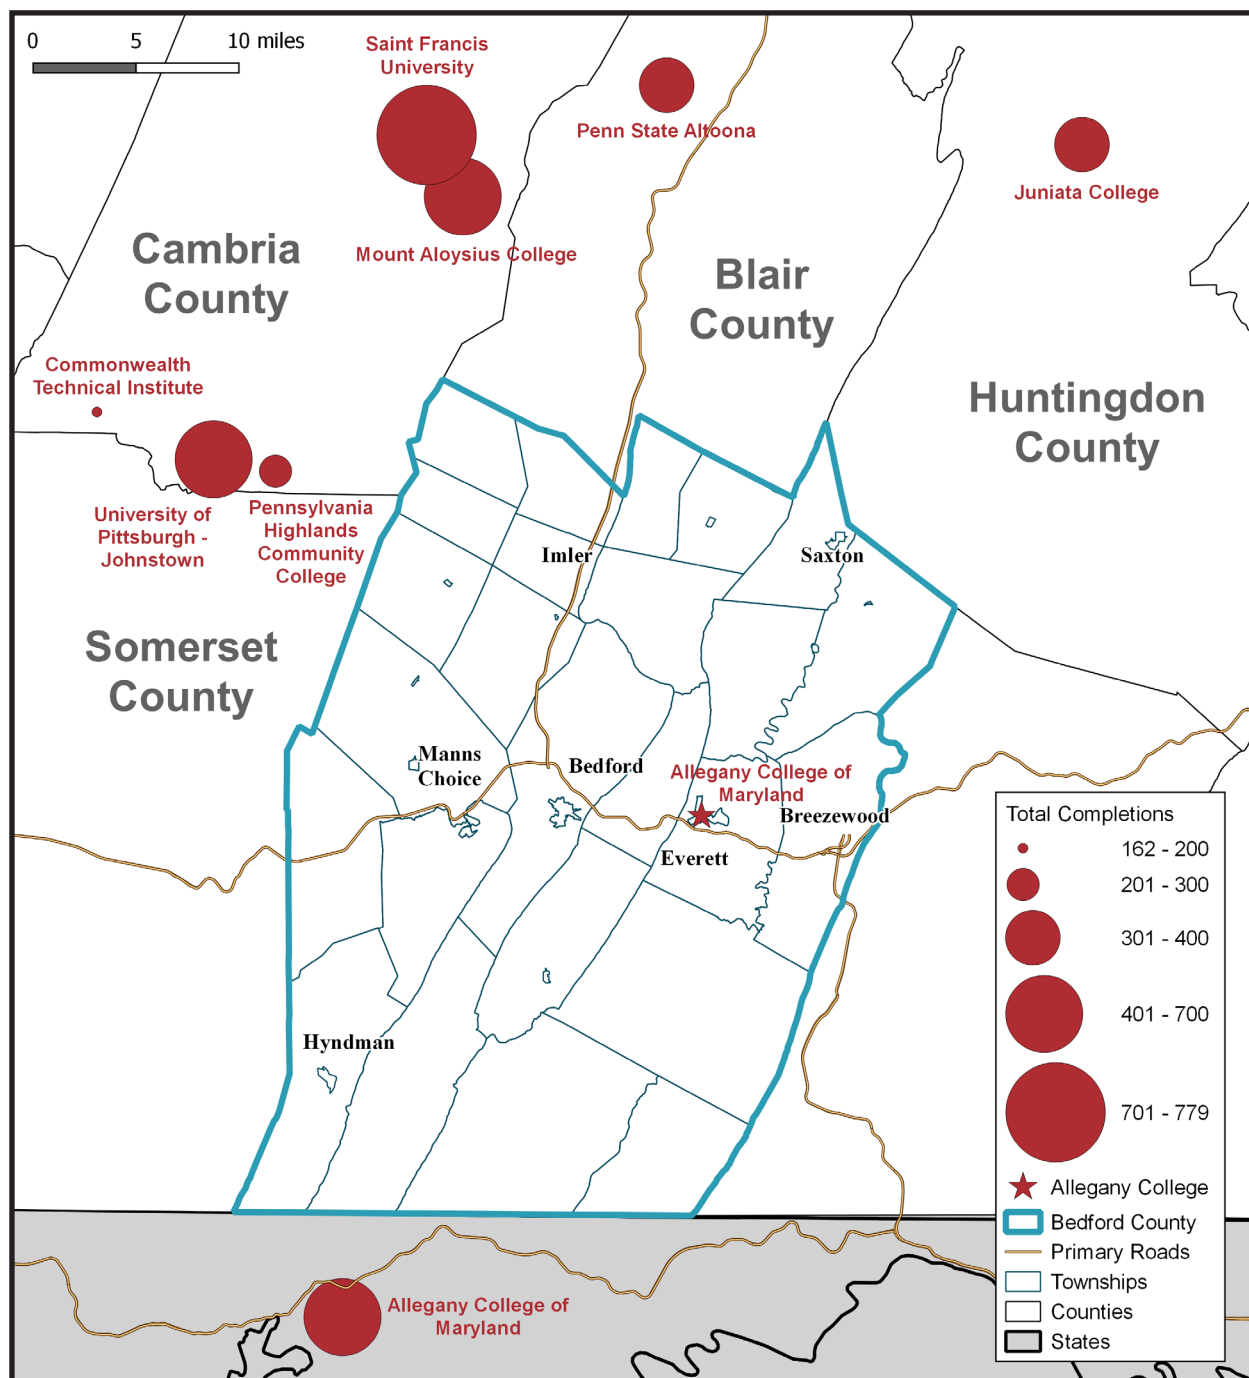 0 5 10 miles
Saint Francis
University
Penn State Altoona
Juniata College
Mount Aloysius College
Cambria
County
Blair
County
Commonwealth
Technical Institute
Huntingdon
County
University of
Pittsburgh -
Johnstown
Pennsylvania
Highlands
Community
College
Imler
Saxton
Somerset
County
Manns
Choice
Bedford
Allegany College of
Maryland
Breezewood
Everett
Hyndman
Allegany College of
Maryland
Total Completions
162 - 200
201 - 300
301 - 400
401 - 700
701 - 779
Allegany College
Bedford County
Primary Roads
Townships
Counties
States